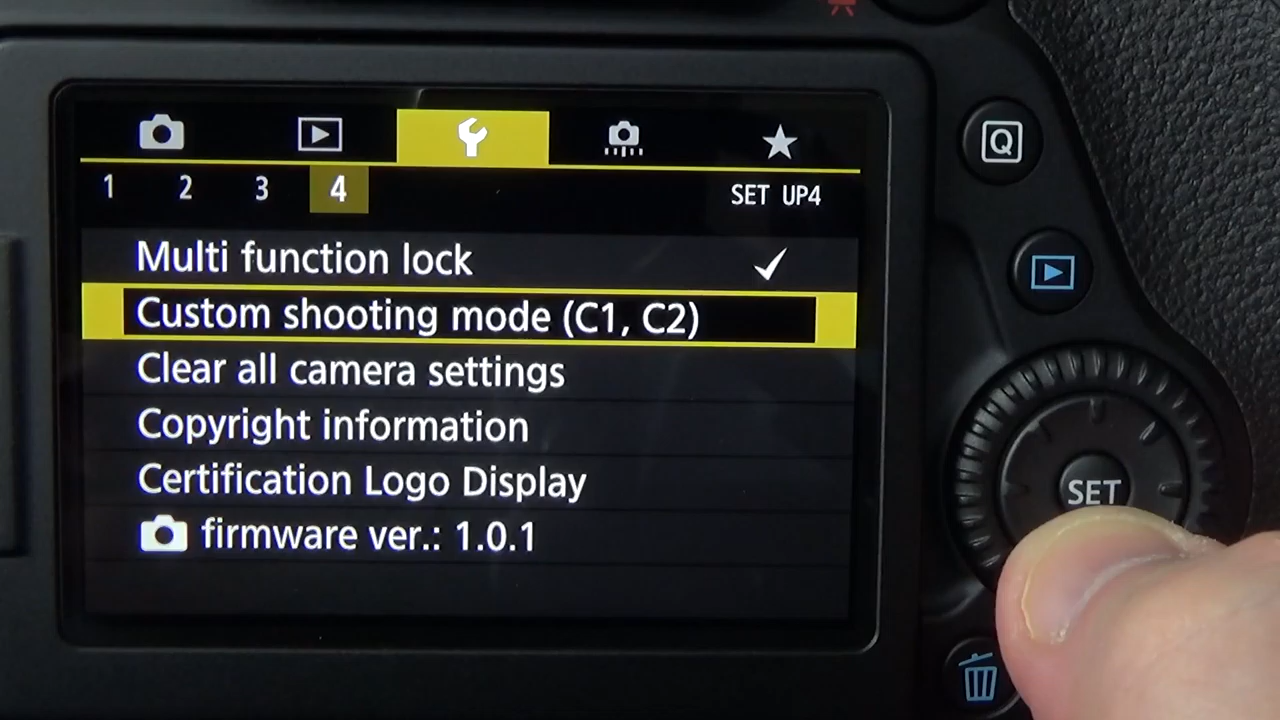 1 2 3 4 SET UP4
Multi function lock
Custom shooting mode (C1, C2)
Clear all camera settings
Copyright information
Certification Logo Display
firmware ver.: 1.0.1
Q
SET